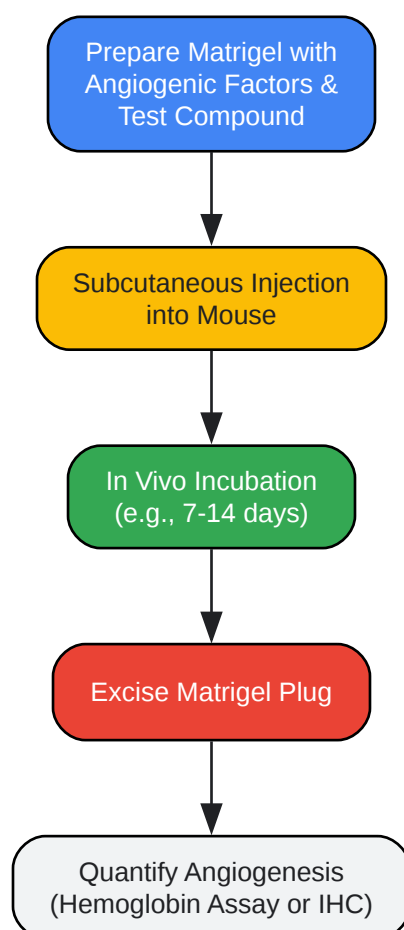 Prepare Matrigel with
Angiogenic Factors &
Test Compound
Subcutaneous Injection
into Mouse
In Vivo Incubation
(e.g., 7-14 days)
Excise Matrigel Plug
Quantify Angiogenesis
(Hemoglobin Assay or IHC)